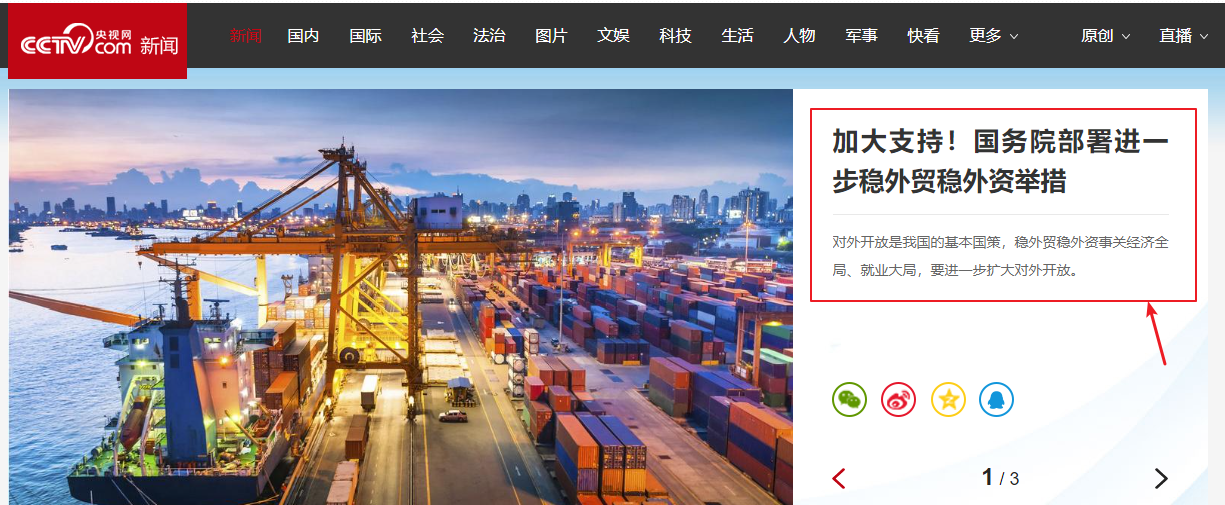 CCTV.com 央视网 新闻
新闻 国内 国际 社会 法治 图片 文娱 科技 生活 人物 军事 快看 更多 原创 直播
加大支持！国务院部署进一
步稳外贸稳外资举措
对外开放是我国的基本国策，稳外贸稳外资事关经济全
局、就业大局，要进一步扩大对外开放。
1 / 3